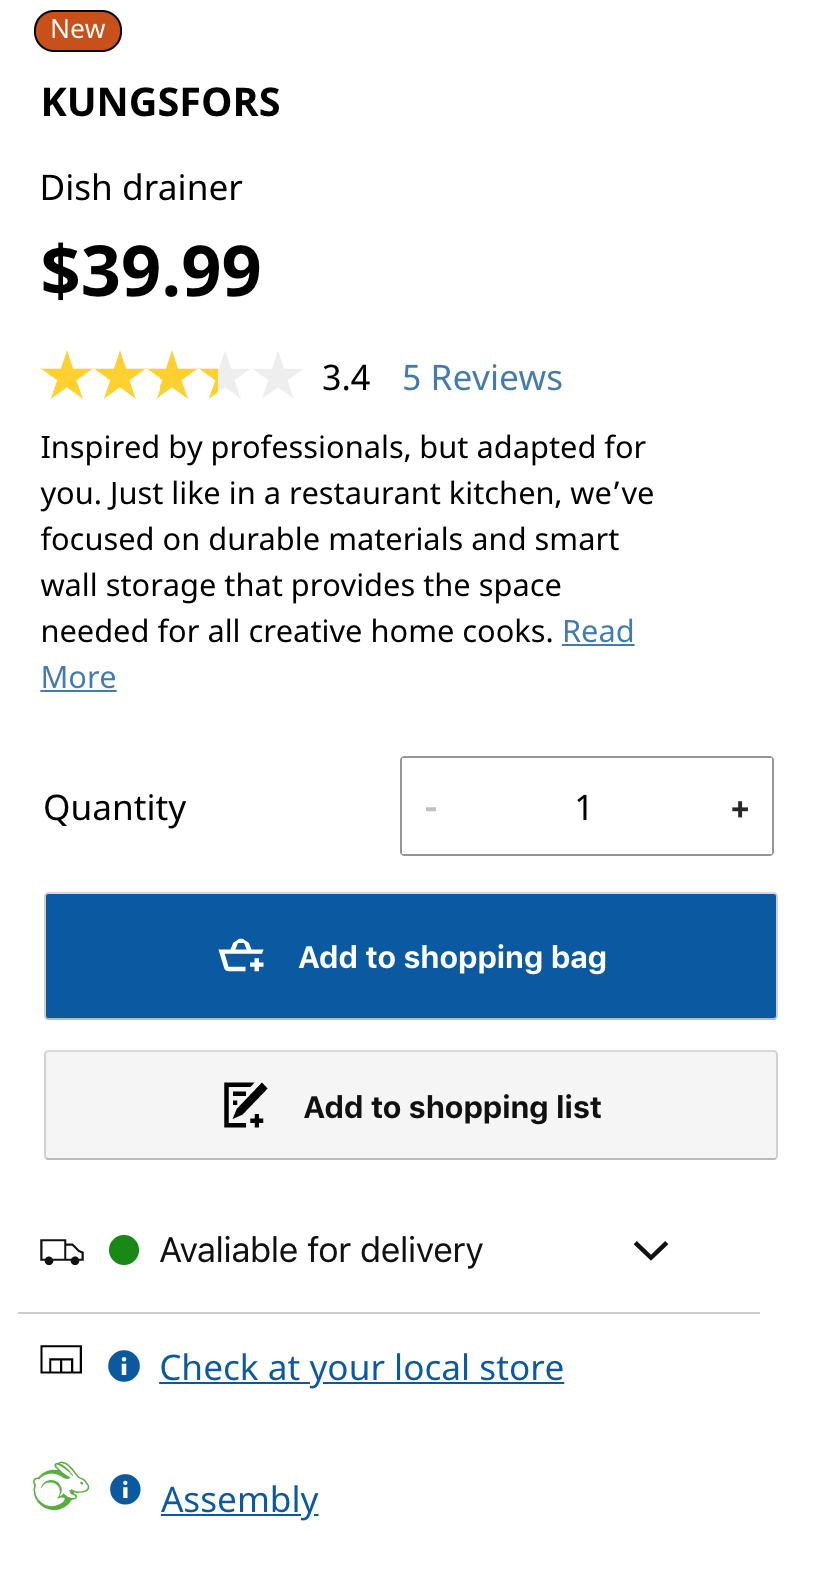 New
KUNGSFORS
Dish drainer
$39.99
3.4 5 Reviews
Inspired by professionals, but adapted for
you. Just like in a restaurant kitchen, we’ve
focused on durable materials and smart
wall storage that provides the space
needed for all creative home cooks. Read
More
Quantity - 1 +
Add to shopping bag
Add to shopping list
Avaliable for delivery
Check at your local store
Assembly